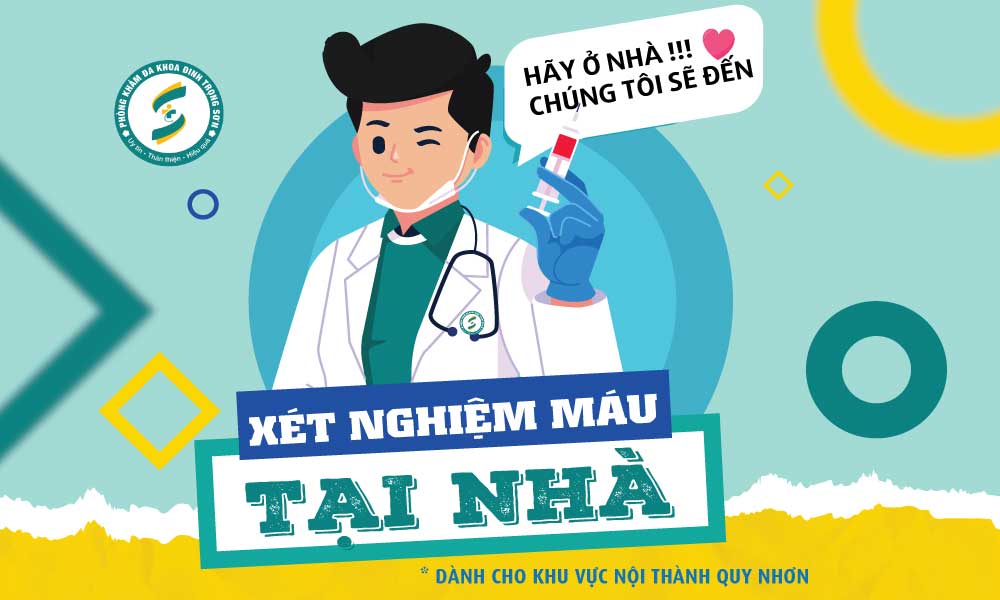 PHÒNG KHÁM ĐA KHOA ĐINH TRỌNG SƠN
Uy tín - Thân thiện - Hiệu quả
HÃY Ở NHÀ !!!
CHÚNG TÔI SẼ ĐẾN
XÉT NGHIỆM MÁU
TẠI NHÀ
* DÀNH CHO KHU VỰC NỘI THÀNH QUY NHƠN